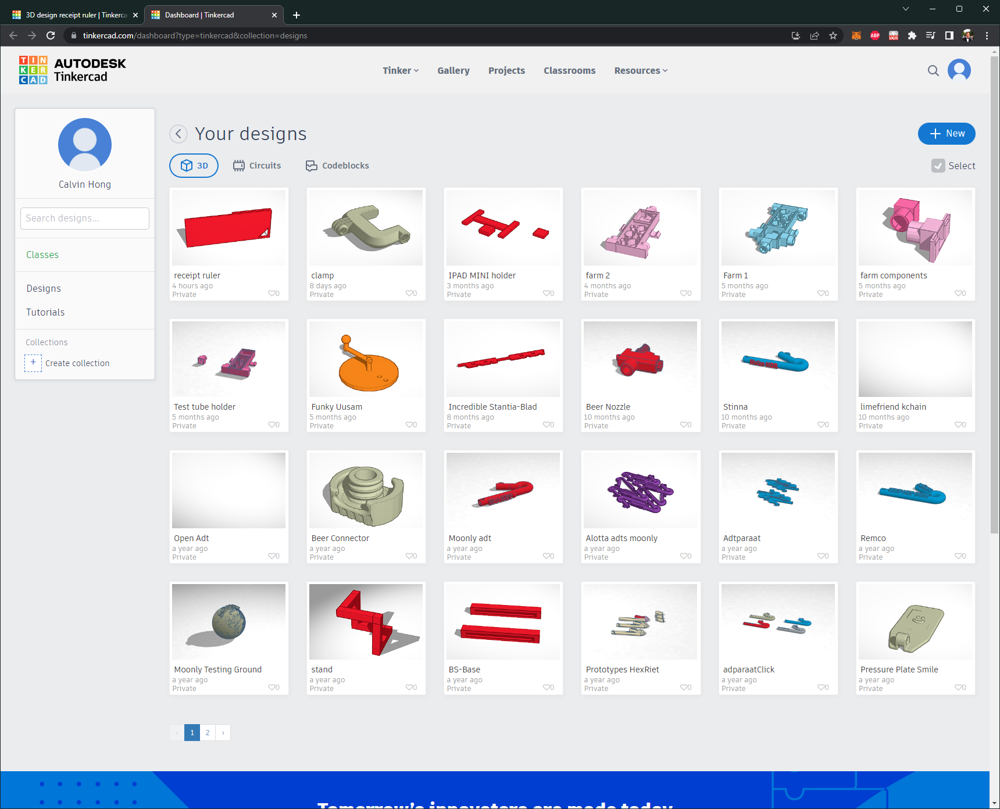 3D design receipt ruler | Tinkerca
Dashboard | Tinkercad
tinkercad.com/dashboard?type=tinkercad&collection=designs
ABP
LOGIN
TIN
KER
CAD
AUTODESK
Tinkercad
Tinker
Gallery
Projects
Classrooms
Resources
Calvin Hong
Search designs...
Classes
Designs
Tutorials
Collections
+ Create collection
Your designs
+ New
3D
Circuits
Codeblocks
Select
receipt ruler
4 hours ago
Private
0
clamp
8 days ago
Private
0
IPAD MINI holder
3 months ago
Private
0
farm 2
4 months ago
Private
0
Farm 1
5 months ago
Private
0
farm components
5 months ago
Private
0
Test tube holder
5 months ago
Private
0
Funky Uusam
5 months ago
Private
0
Incredible Stantia-Blad
8 months ago
Private
0
Beer Nozzle
10 months ago
Private
0
Stinna
10 months ago
Private
0
limefriend kchain
10 months ago
Private
0
Open Adt
a year ago
Private
0
Beer Connector
a year ago
Private
0
Moonly adt
a year ago
Private
0
Alotta adts moonly
a year ago
Private
0
Adtparaat
a year ago
Private
0
Remco
a year ago
Private
0
Moonly Testing Ground
a year ago
Private
0
stand
a year ago
Private
0
BS-Base
a year ago
Private
0
Prototypes HexRiet
a year ago
Private
0
adparaatClick
a year ago
Private
0
Pressure Plate Smile
a year ago
Private
0
‹ 1 2 ›
Tomorrow's innovators are made today